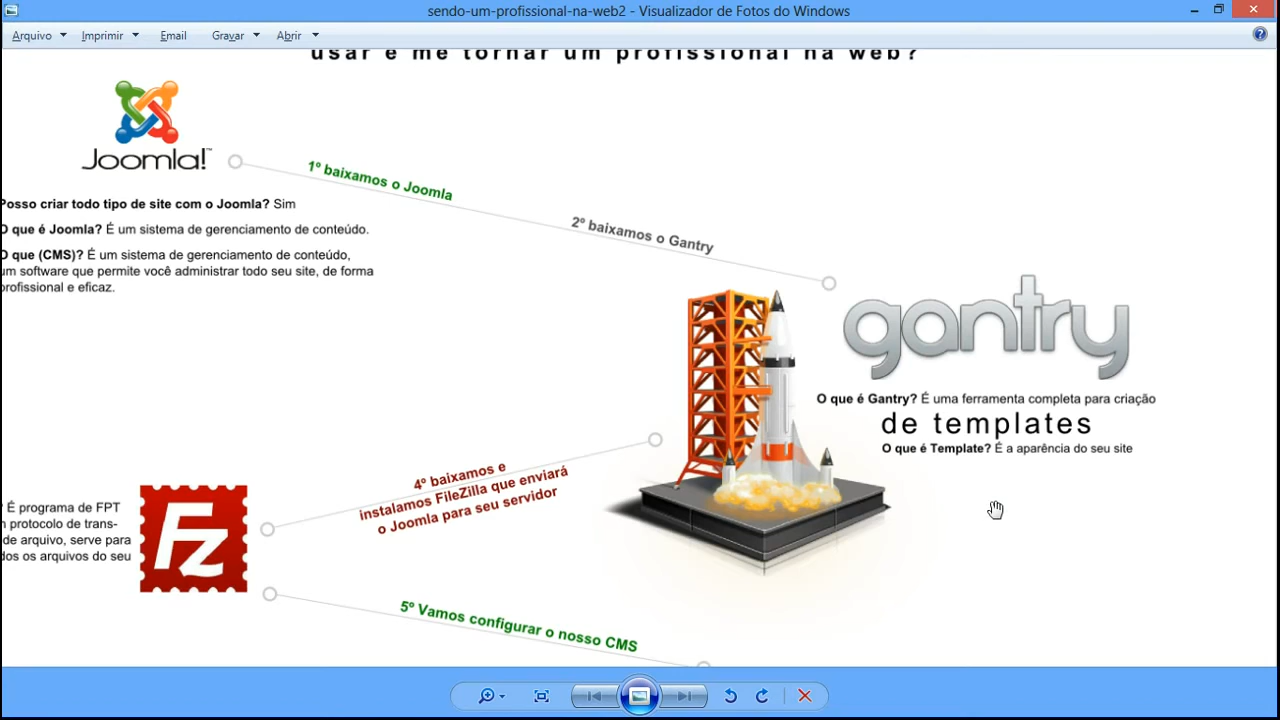 sendo-um-profissional-na-web2 - Visualizador de Fotos do Windows
Arquivo Imprimir Email Gravar Abrir
usar e me tornar um profissional na web?
Joomla!™
1º baixamos o Joomla
Posso criar todo tipo de site com o Joomla? Sim
O que é Joomla? É um sistema de gerenciamento de conteúdo.
O que (CMS)? É um sistema de gerenciamento de conteúdo,
um software que permite você administrar todo seu site, de forma
profissional e eficaz.
2º baixamos o Gantry
gantry
O que é Gantry? É uma ferramenta completa para criação
de templates
O que é Template? É a aparência do seu site
4º baixamos e
instalamos FileZilla que enviará
o Joomla para seu servidor
? É programa de FPT
protocolo de trans-
de arquivo, serve para
dos os arquivos do seu
Fz
5º Vamos configurar o nosso CMS